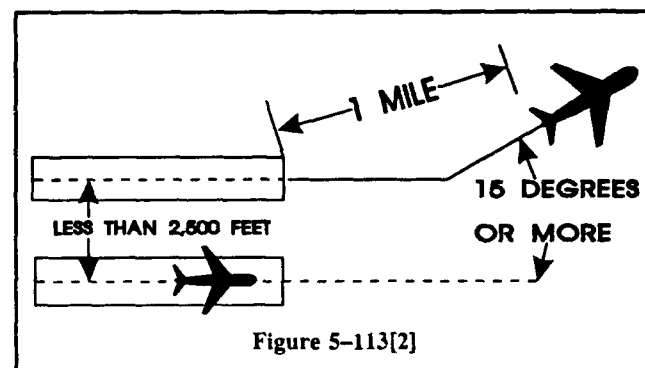 1 MILE
15 DEGREES
OR MORE
LESS THAN 2,500 FEET
Figure 5–113[2]